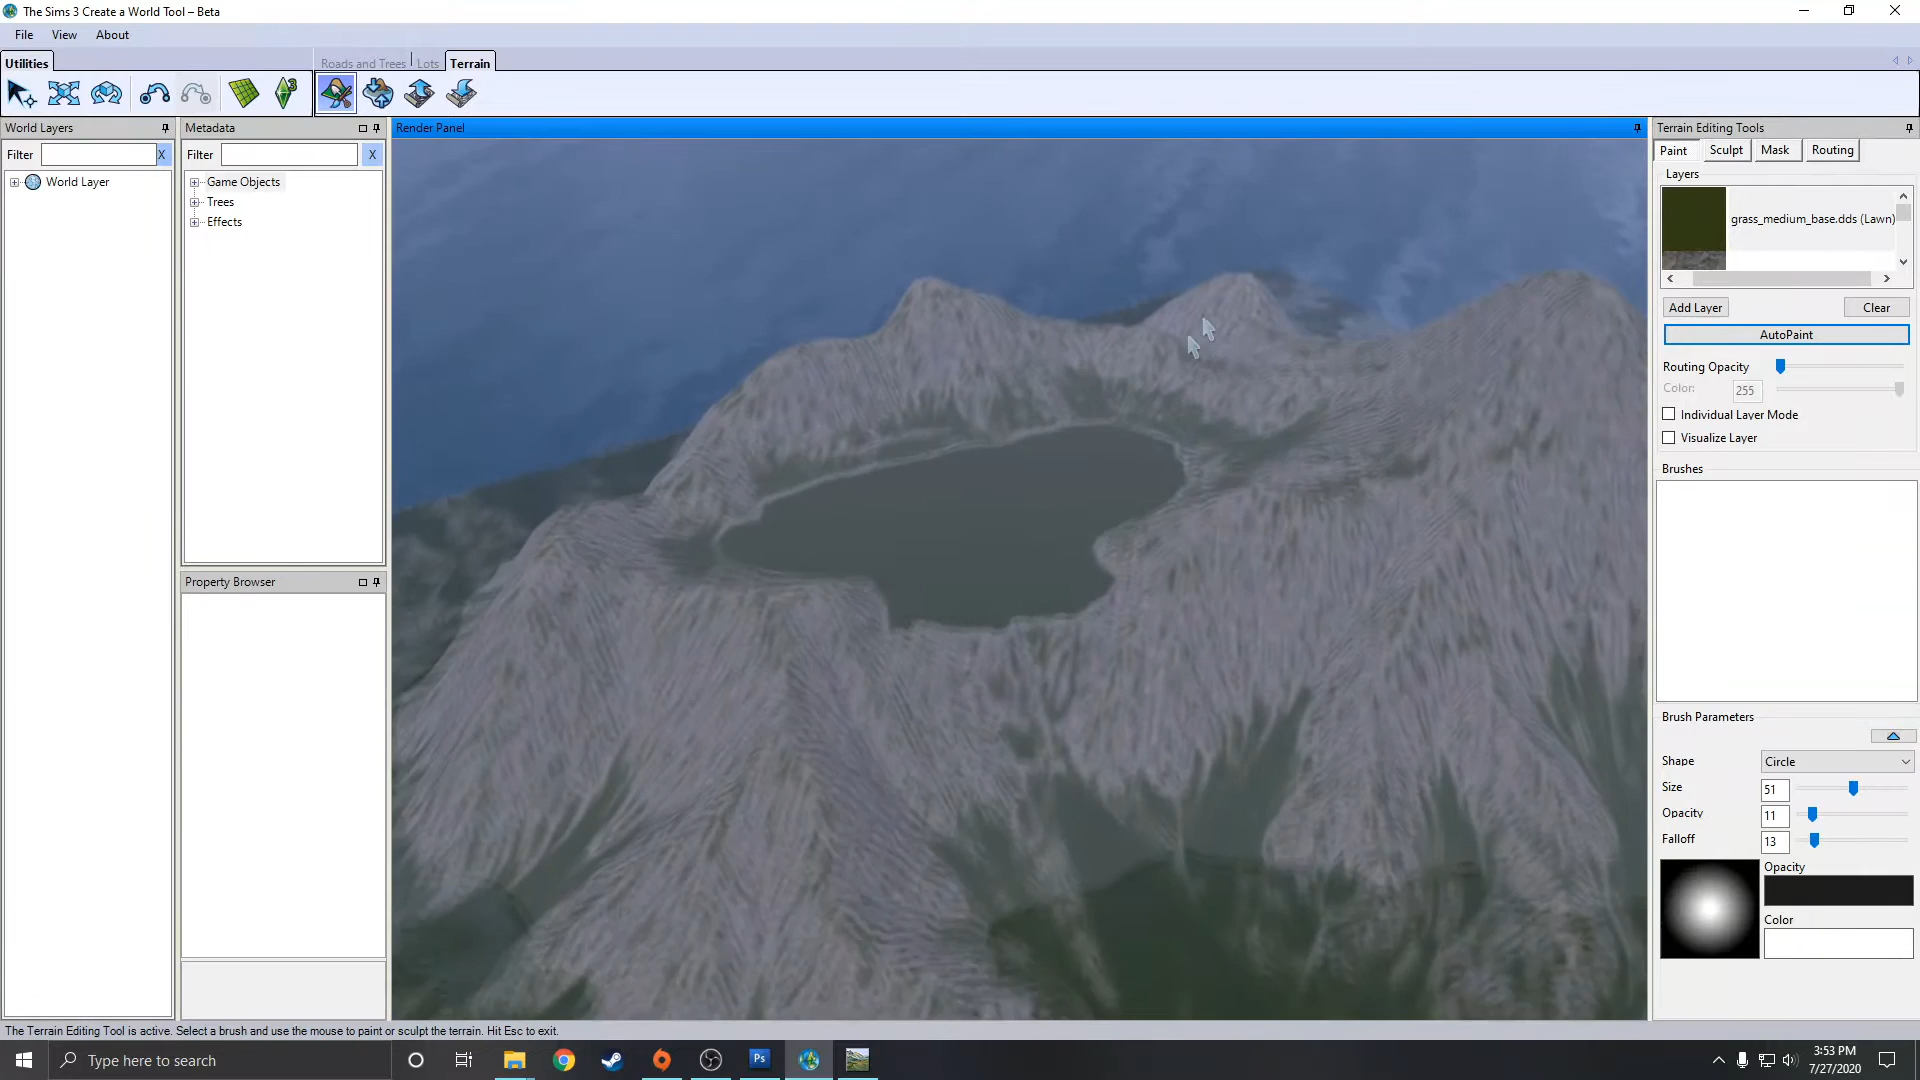 The Sims 3 Create a World Tool – Beta
File View About
Utilities Roads and Trees Lots Terrain
World Layers Metadata Render Panel Terrain Editing Tools
Filter X Filter X
Paint Sculpt Mask Routing
World Layer
Game Objects
Trees
Effects
Layers
grass_medium_base.dds (Lawn)
Add Layer Clear
AutoPaint
Routing Opacity
Color: 255
Individual Layer Mode
Visualize Layer
Brushes
Property Browser
Brush Parameters
Shape Circle
Size 51
Opacity 11
Falloff 13
Opacity
Color
The Terrain Editing Tool is active. Select a brush and use the mouse to paint or sculpt the terrain. Hit Esc to exit.
Type here to search
Ps
3:53 PM
7/27/2020